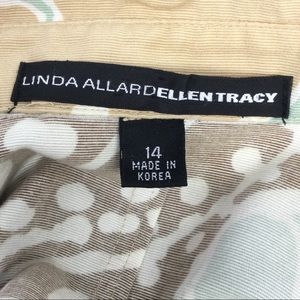 LINDA ALLARDELLEN TRACY
14
MADE IN
KOREA